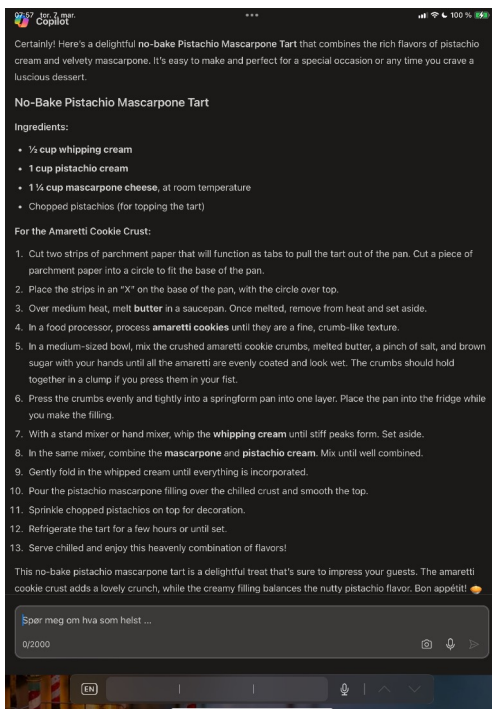 07:57 tor. 7. mar.
100 %
Copilot
Certainly! Here's a delightful no-bake Pistachio Mascarpone Tart that combines the rich flavors of pistachio
cream and velvety mascarpone. It's easy to make and perfect for a special occasion or any time you crave a
luscious dessert.
No-Bake Pistachio Mascarpone Tart
Ingredients:
• ½ cup whipping cream
• 1 cup pistachio cream
• 1 ¼ cup mascarpone cheese, at room temperature
• Chopped pistachios (for topping the tart)
For the Amaretti Cookie Crust:
1. Cut two strips of parchment paper that will function as tabs to pull the tart out of the pan. Cut a piece of
parchment paper into a circle to fit the base of the pan.
2. Place the strips in an “X” on the base of the pan, with the circle over top.
3. Over medium heat, melt butter in a saucepan. Once melted, remove from heat and set aside.
4. In a food processor, process amaretti cookies until they are a fine, crumb-like texture.
5. In a medium-sized bowl, mix the crushed amaretti cookie crumbs, melted butter, a pinch of salt, and brown
sugar with your hands until all the amaretti are evenly coated and look wet. The crumbs should hold
together in a clump if you press them in your fist.
6. Press the crumbs evenly and tightly into a springform pan into one layer. Place the pan into the fridge while
you make the filling.
7. With a stand mixer or hand mixer, whip the whipping cream until stiff peaks form. Set aside.
8. In the same mixer, combine the mascarpone and pistachio cream. Mix until well combined.
9. Gently fold in the whipped cream until everything is incorporated.
10. Pour the pistachio mascarpone filling over the chilled crust and smooth the top.
11. Sprinkle chopped pistachios on top for decoration.
12. Refrigerate the tart for a few hours or until set.
13. Serve chilled and enjoy this heavenly combination of flavors!
This no-bake pistachio mascarpone tart is a delightful treat that's sure to impress your guests. The amaretti
cookie crust adds a lovely crunch, while the creamy filling balances the nutty pistachio flavor. Bon appétit! 🥧
Spør meg om hva som helst ...
0/2000
EN